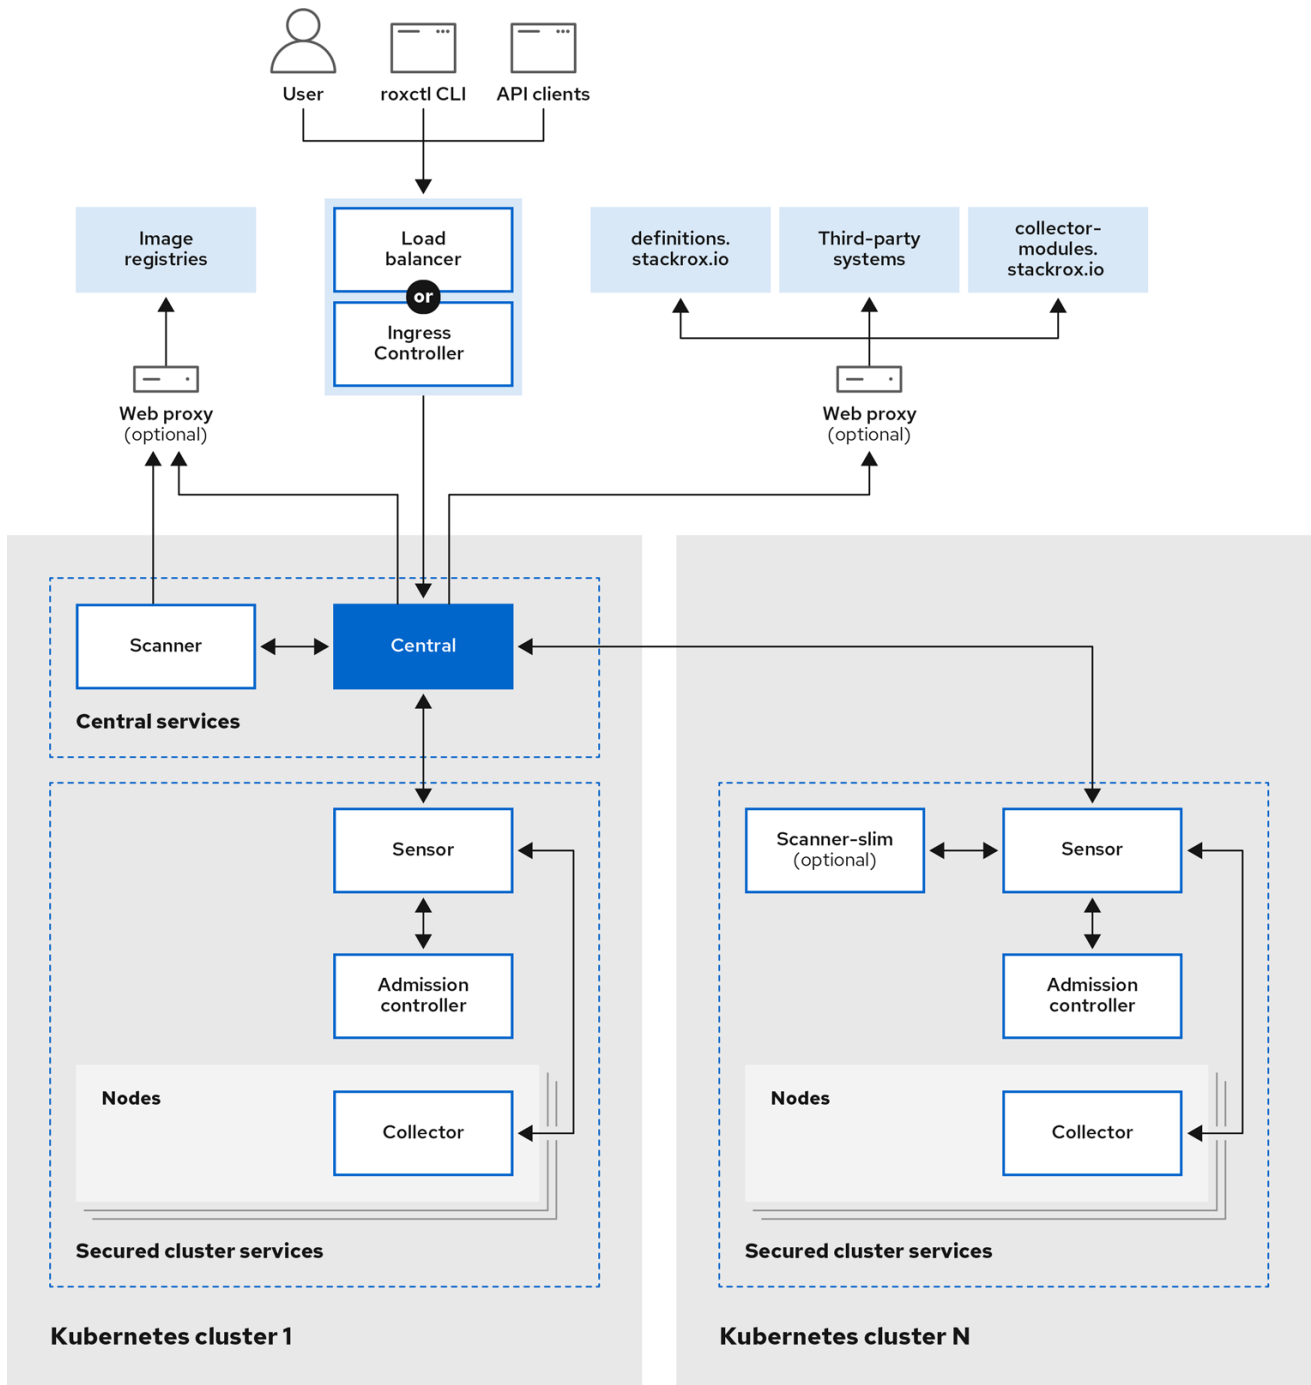 User
roxctl CLI
API clients
Image
registries
Load
balancer
or
Ingress
Controller
definitions.
stackrox.io
Third-party
systems
collector-
modules.
stackrox.io
Web proxy
(optional)
Web proxy
(optional)
Scanner
Central
Central services
Sensor
Admission
controller
Nodes
Collector
Secured cluster services
Kubernetes cluster 1
Scanner-slim
(optional)
Sensor
Admission
controller
Nodes
Collector
Secured cluster services
Kubernetes cluster N